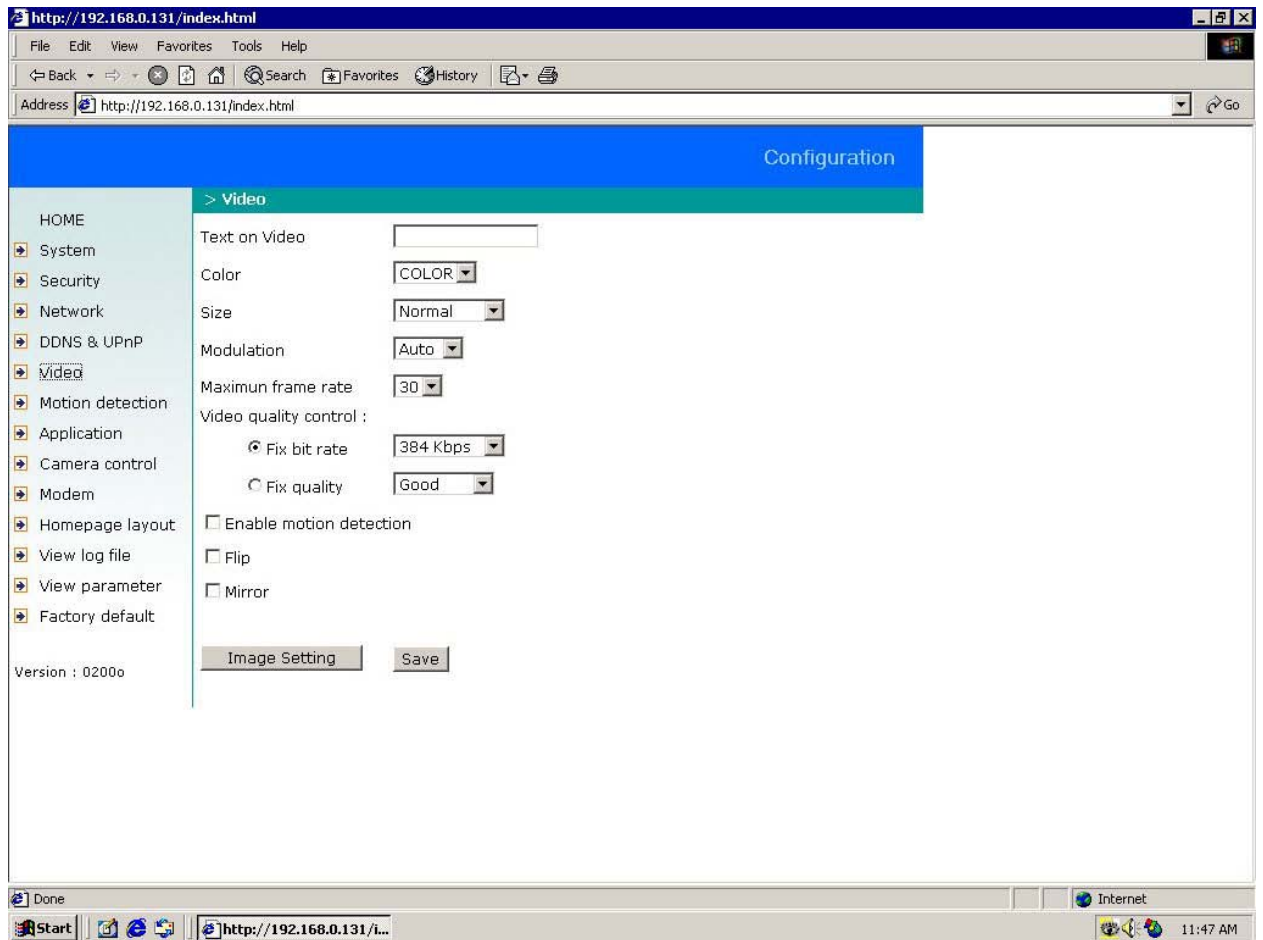 http://192.168.0.131/index.html
File Edit View Favorites Tools Help
Back Search Favorites History
Address http://192.168.0.131/index.html Go
Configuration
> Video
HOME
System
Security
Network
DDNS & UPnP
Video
Motion detection
Application
Camera control
Modem
Homepage layout
View log file
View parameter
Factory default
Version : 0200o
Text on Video
Color COLOR
Size Normal
Modulation Auto
Maximun frame rate 30
Video quality control :
Fix bit rate 384 Kbps
Fix quality Good
Enable motion detection
Flip
Mirror
Image Setting Save
Done Internet
Start http://192.168.0.131/i... 11:47 AM